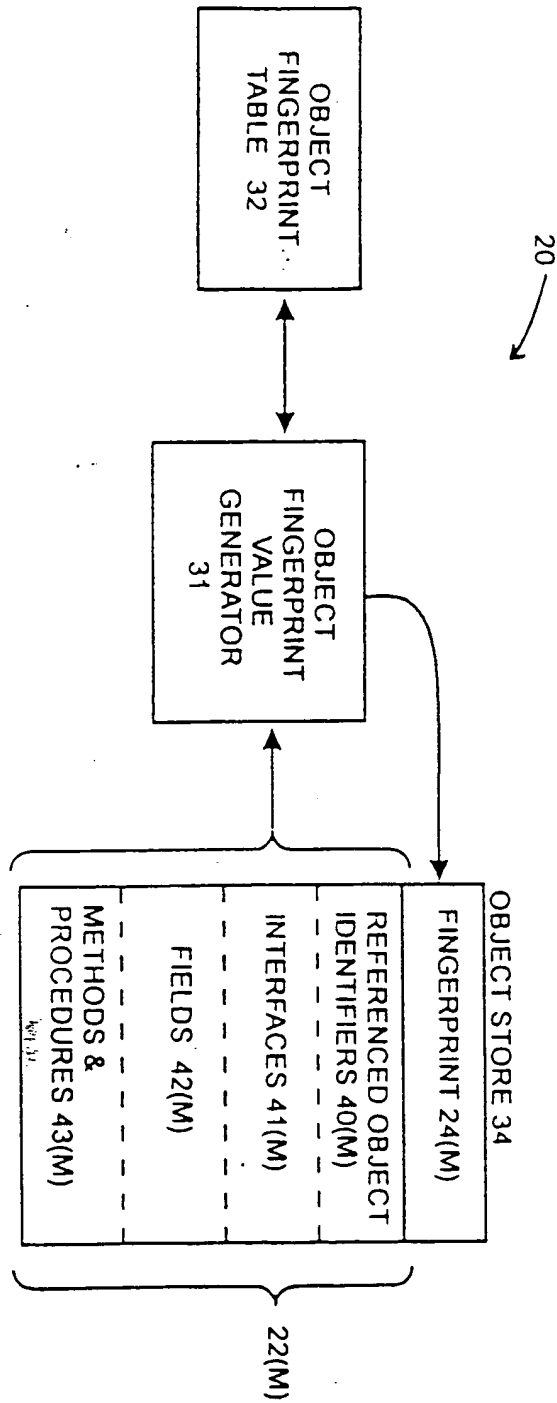 20
OBJECT
FINGERPRINT
TABLE 32
OBJECT
FINGERPRINT
VALUE
GENERATOR
31
OBJECT STORE 34
FINGERPRINT 24(M)
REFERENCED OBJECT
IDENTIFIERS 40(M)
INTERFACES 41(M)
FIELDS 42(M)
METHODS &
PROCEDURES 43(M)
22(M)